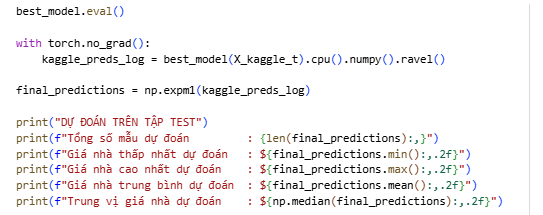 best_model.eval()
with torch.no_grad():
    kaggle_preds_log = best_model(X_kaggle_t).cpu().numpy().ravel()
final_predictions = np.expm1(kaggle_preds_log)
print("DỰ ĐOÁN TRÊN TẬP TEST")
print(f"Tổng số mẫu dự đoán          : {len(final_predictions):,}")
print(f"Giá nhà thấp nhất dự đoán    : ${final_predictions.min():,.2f}")
print(f"Giá nhà cao nhất dự đoán     : ${final_predictions.max():,.2f}")
print(f"Giá nhà trung bình dự đoán   : ${final_predictions.mean():,.2f}")
print(f"Trung vị giá nhà dự đoán     : ${np.median(final_predictions):,.2f}")